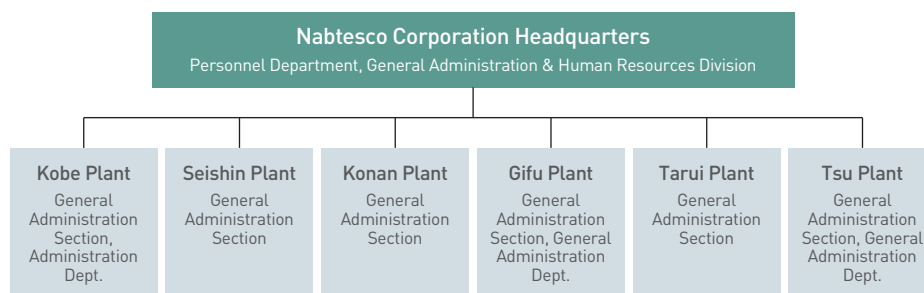 Nabtesco Corporation Headquarters
Personnel Department, General Administration & Human Resources Division
Kobe Plant
General
Administration
Section,
Administration
Dept.
Seishin Plant
General
Administration
Section
Konan Plant
General
Administration
Section
Gifu Plant
General
Administration
Section, General
Administration
Dept.
Tarui Plant
General
Administration
Section
Tsu Plant
General
Administration
Section, General
Administration
Dept.